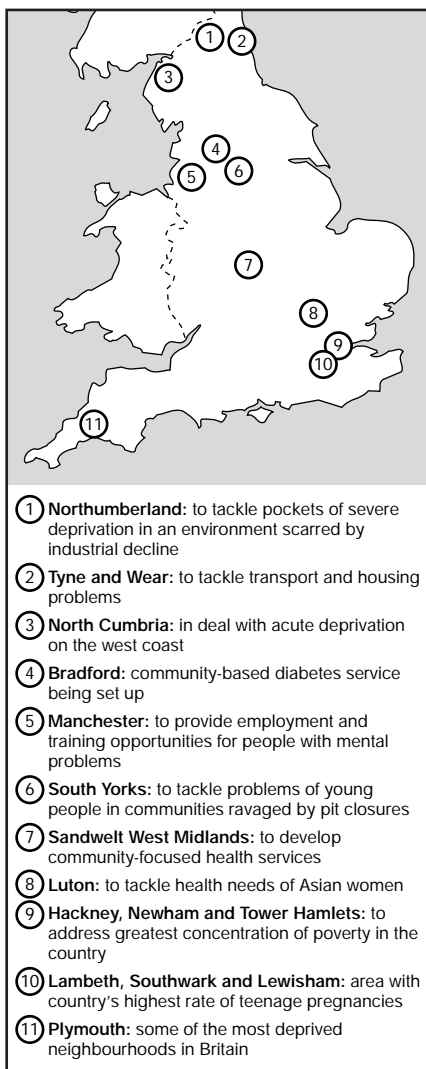 1
2
3
4
5
6
7
8
9
10
11
1 Northumberland: to tackle pockets of severe
deprivation in an environment scarred by
industrial decline
2 Tyne and Wear: to tackle transport and housing
problems
3 North Cumbria: in deal with acute deprivation
on the west coast
4 Bradford: community-based diabetes service
being set up
5 Manchester: to provide employment and
training opportunities for people with mental
problems
6 South Yorks: to tackle problems of young
people in communities ravaged by pit closures
7 Sandwelt West Midlands: to develop
community-focused health services
8 Luton: to tackle health needs of Asian women
9 Hackney, Newham and Tower Hamlets: to
address greatest concentration of poverty in the
country
10 Lambeth, Southwark and Lewisham: area with
country's highest rate of teenage pregnancies
11 Plymouth: some of the most deprived
neighbourhoods in Britain